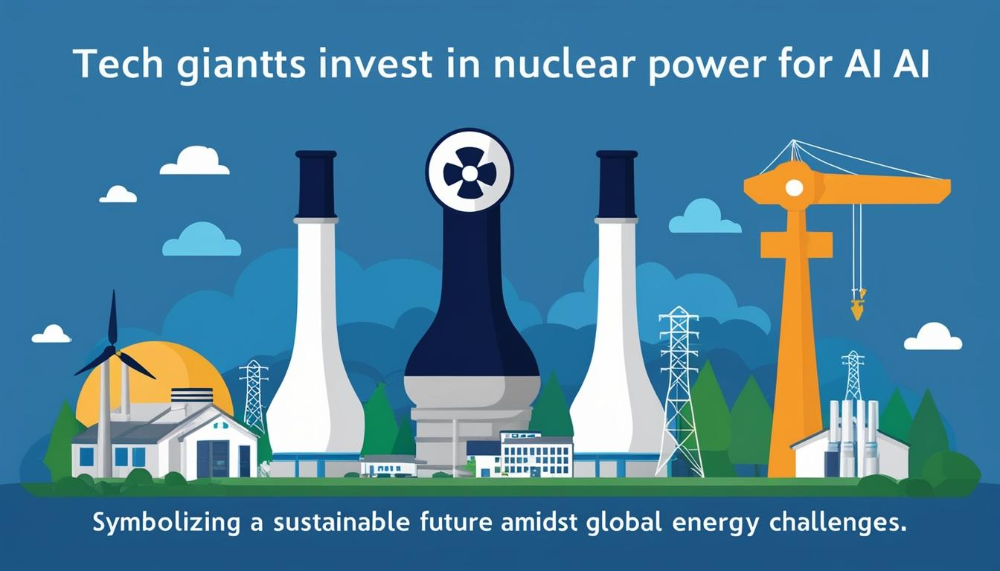 Tech giantts invest in nuclear power for AI AI
Symbolizing a sustainable future amidst global energy challenges.